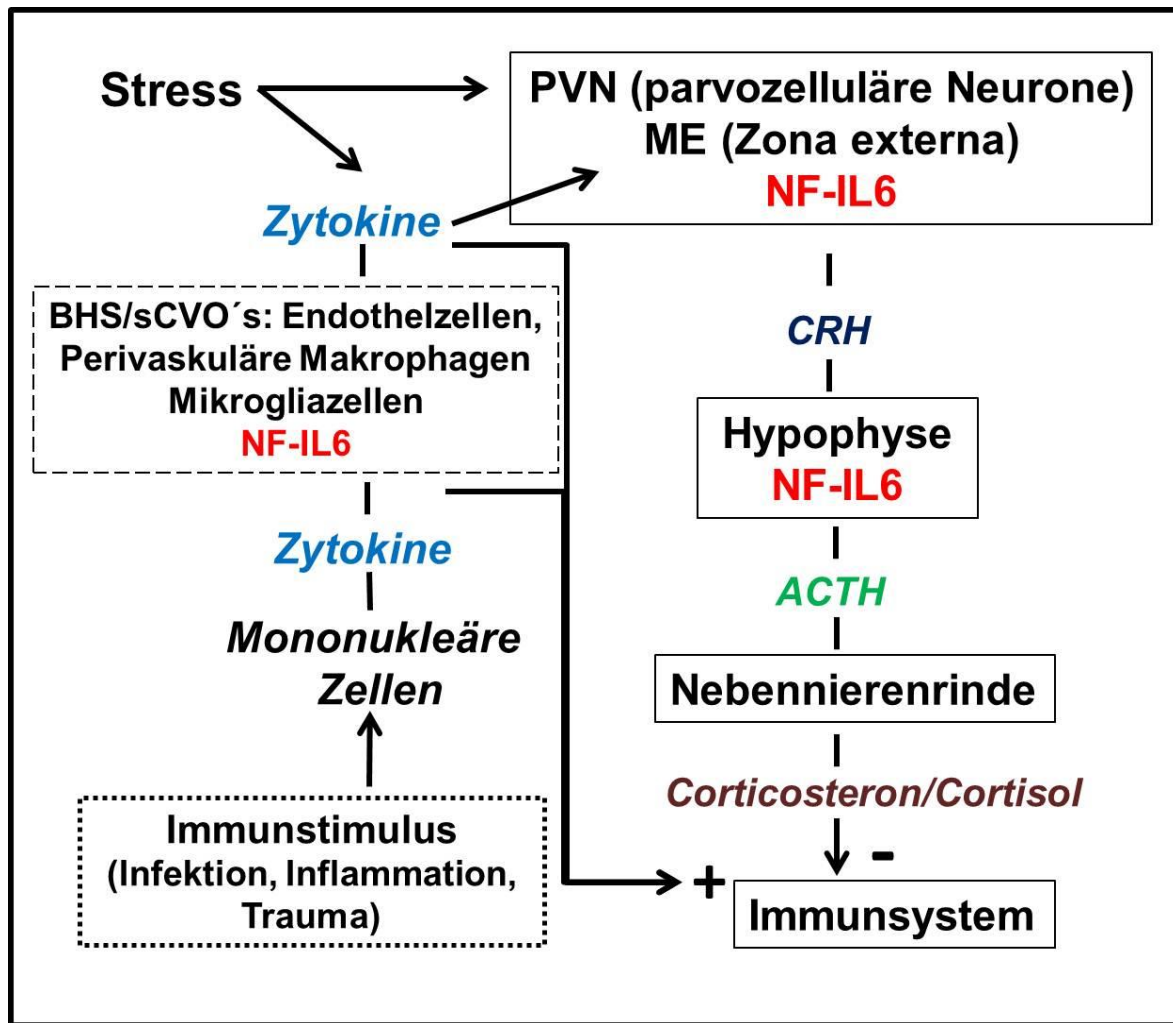 Stress
PVN (parvozelluläre Neurone)
ME (Zona externa)
NF-IL6
Zytokine
BHS/sCVO´s: Endothelzellen,
Perivaskuläre Makrophagen
Mikrogliazellen
NF-IL6
Zytokine
Mononukleäre
Zellen
Immunstimulus
(Infektion, Inflammation,
Trauma)
CRH
Hypophyse
NF-IL6
ACTH
Nebennierenrinde
Corticosteron/Cortisol
+
-
Immunsystem